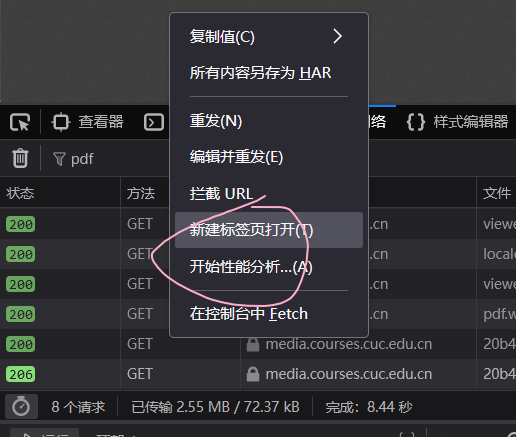 复制值(C)
所有内容另存为 HAR
重发(N)
编辑并重发(E)
拦截 URL
新建标签页打开(T)
开始性能分析...(A)
在控制台中 Fetch
查看器
网络
样式编辑器
pdf
状态 方法 文件
200 GET .cn viewe
200 GET .cn locale
200 GET .cn viewe
200 GET .cn pdf.w
200 GET media.courses.cuc.edu.cn 20b4
206 GET media.courses.cuc.edu.cn 20b4
8 个请求 已传输 2.55 MB / 72.37 kB 完成：8.44 秒